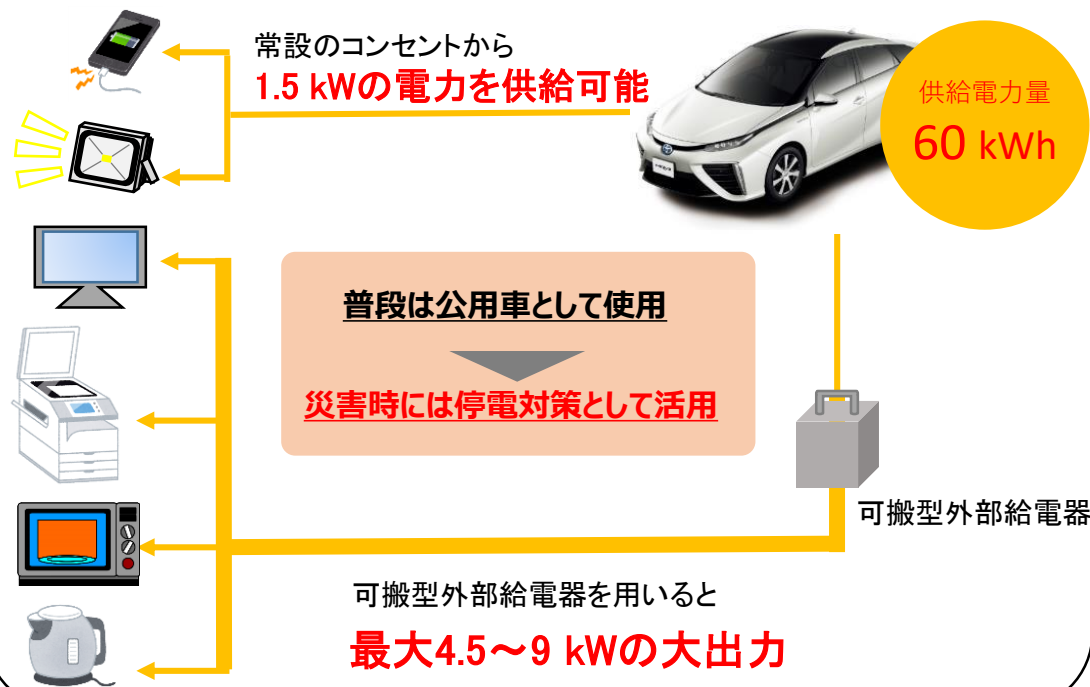 常設のコンセントから
1.5 kWの電力を供給可能
供給電力量
60 kWh
普段は公用車として使用
災害時には停電対策として活用
可搬型外部給電器
可搬型外部給電器を用いると
最大4.5～9 kWの大出力